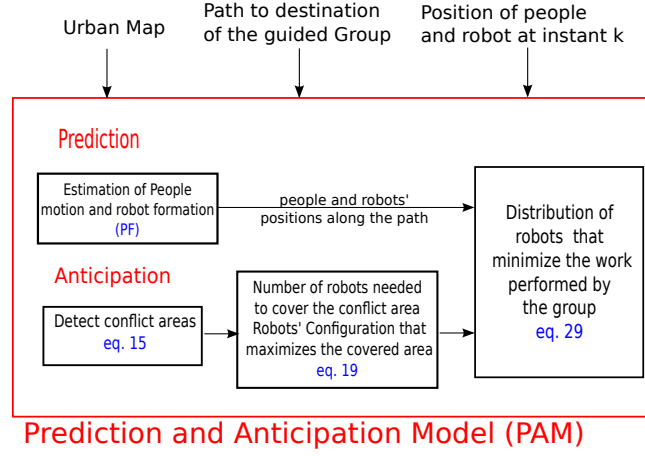 Urban Map
Path to destination
of the guided Group
Position of people
and robot at instant k
Prediction
Estimation of People
motion and robot formation
(PF)
people and robots'
positions along the path
Distribution of
robots that
minimize the work
performed by
the group
eq. 29
Anticipation
Detect conflict areas
eq. 15
Number of robots needed
to cover the conflict area
Robots' Configuration that
maximizes the covered area
eq. 19
Prediction and Anticipation Model (PAM)